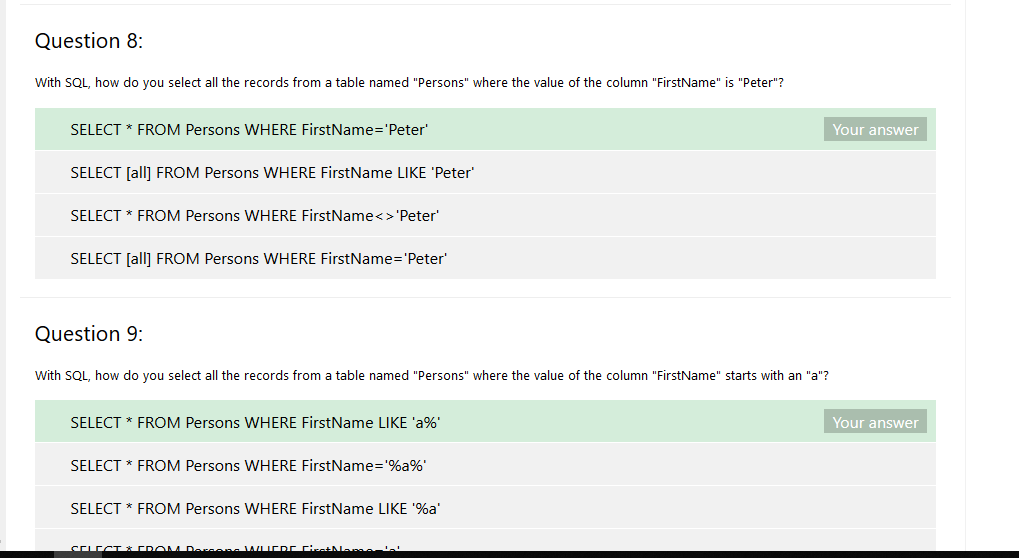 Question 8:
With SQL, how do you select all the records from a table named "Persons" where the value of the column "FirstName" is "Peter"?
SELECT * FROM Persons WHERE FirstName='Peter' Your answer
SELECT [all] FROM Persons WHERE FirstName LIKE 'Peter'
SELECT * FROM Persons WHERE FirstName<>'Peter'
SELECT [all] FROM Persons WHERE FirstName='Peter'
Question 9:
With SQL, how do you select all the records from a table named "Persons" where the value of the column "FirstName" starts with an "a"?
SELECT * FROM Persons WHERE FirstName LIKE 'a%' Your answer
SELECT * FROM Persons WHERE FirstName='%a%'
SELECT * FROM Persons WHERE FirstName LIKE '%a'
SELECT * FROM Persons WHERE FirstName='a'